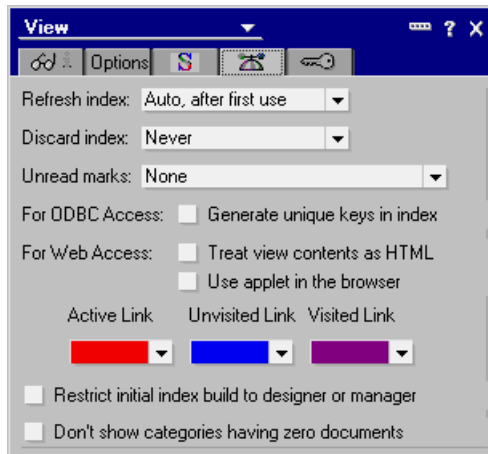 View ? X
Options S
Refresh index: Auto, after first use
Discard index: Never
Unread marks: None
For ODBC Access: Generate unique keys in index
For Web Access: Treat view contents as HTML
Use applet in the browser
Active Link Unvisited Link Visited Link
Restrict initial index build to designer or manager
Don't show categories having zero documents